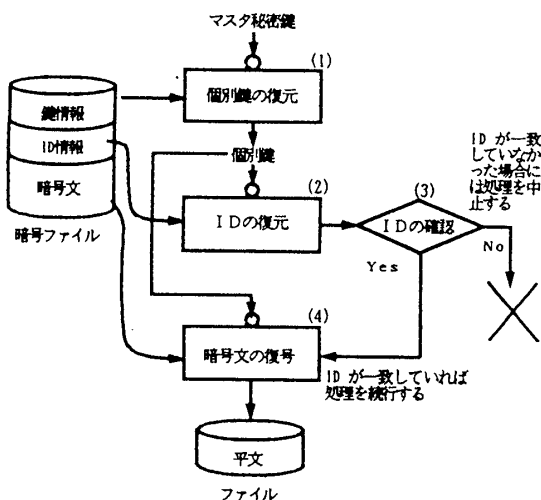 マスタ秘密鍵
(1)
個別鍵の復元
鍵情報
ID情報
暗号文
暗号ファイル
個別鍵
(2)
IDの復元
(3)
IDの確認
ID が一致
していなか
った場合に
は処理を中
止する
No
Yes
(4)
暗号文の復号
ID が一致していれば
処理を続行する
平文
ファイル